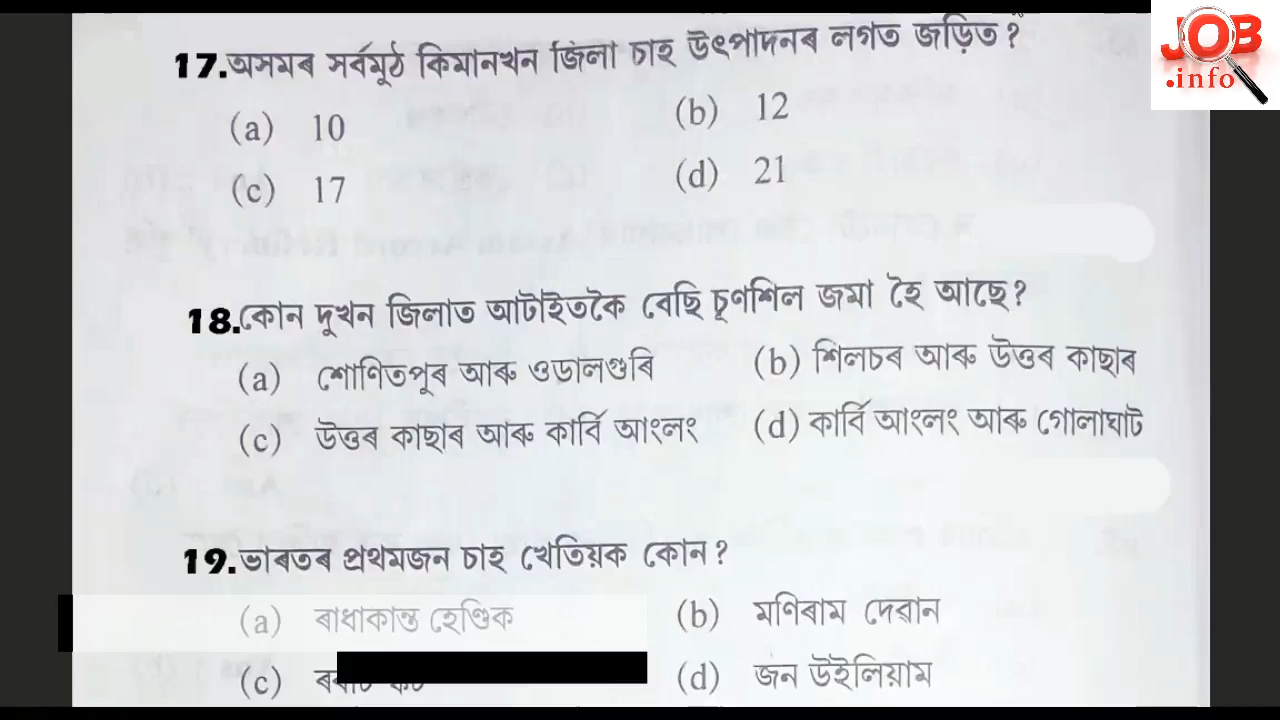 JOB
.info
17.অসমৰ সৰ্বমুঠ কিমানখন জিলা চাহ উৎপাদনৰ লগত জড়িত?
(a) 10 (b) 12
(c) 17 (d) 21
18.কোন দুখন জিলাত আটাইতকৈ বেছি চূণশিল জমা হৈ আছে?
(a) শোণিতপুৰ আৰু ওডালগুৰি (b) শিলচৰ আৰু উত্তৰ কাছাৰ
(c) উত্তৰ কাছাৰ আৰু কাৰ্বি আংলং (d) কাৰ্বি আংলং আৰু গোলাঘাট
19.ভাৰতৰ প্ৰথমজন চাহ খেতিয়ক কোন?
(a) ৰাধাকান্ত হেণ্ডিক (b) মণিৰাম দেৱান
(c) (d) জন উইলিয়াম